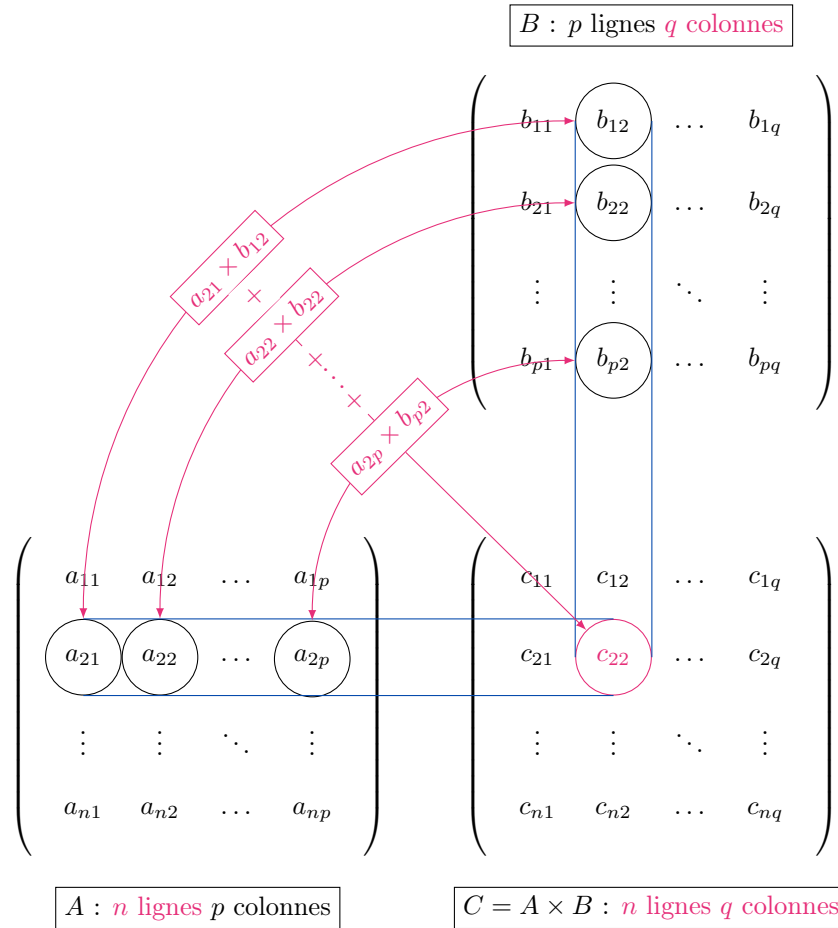 B : p lignes q colonnes
b₁₁ b₁₂ … b₁q
b₂₁ b₂₂ … b₂q
⋮ ⋮ ⋱ ⋮
bₚ₁ bₚ₂ … bₚq
a₂₁ × b₁₂
+
a₂₂ × b₂₂
+ ⋯ +
a₂ₚ × bₚ₂
a₁₁ a₁₂ … a₁ₚ
a₂₁ a₂₂ … a₂ₚ
⋮ ⋮ ⋱ ⋮
aₙ₁ aₙ₂ … aₙₚ
c₁₁ c₁₂ … c₁q
c₂₁ c₂₂ … c₂q
⋮ ⋮ ⋱ ⋮
cₙ₁ cₙ₂ … cₙq
A : n lignes p colonnes
C = A × B : n lignes q colonnes